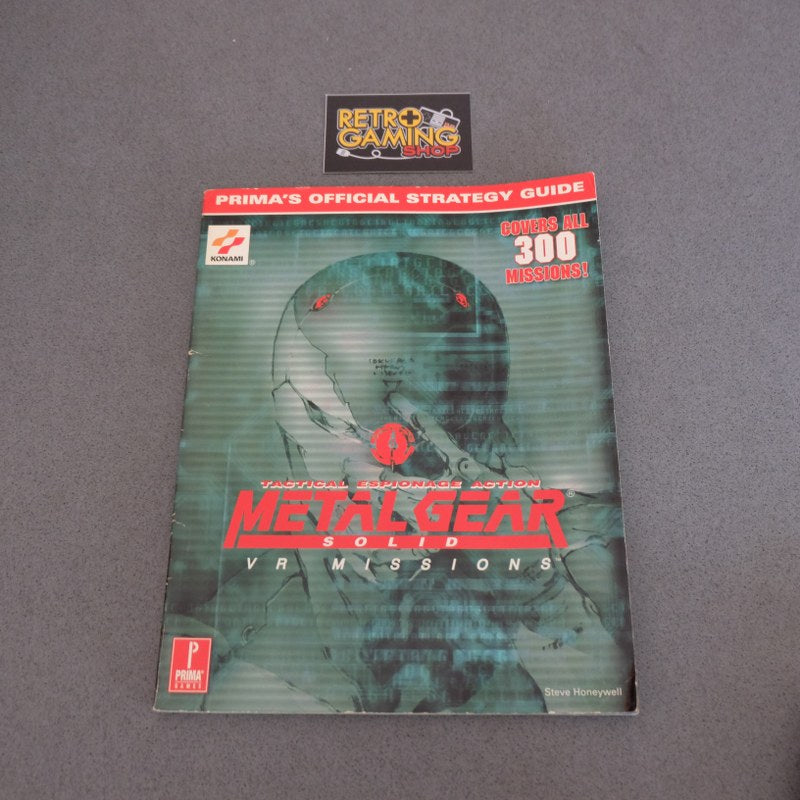 RETRO
GAMING
SHOP
PRIMA'S OFFICIAL STRATEGY GUIDE
KONAMI®
COVERS ALL
300
MISSIONS!
TACTICAL ESPIONAGE ACTION
METAL GEAR®
SOLID
VR MISSIONS
PRIMA®
GAMES
Steve Honeywell